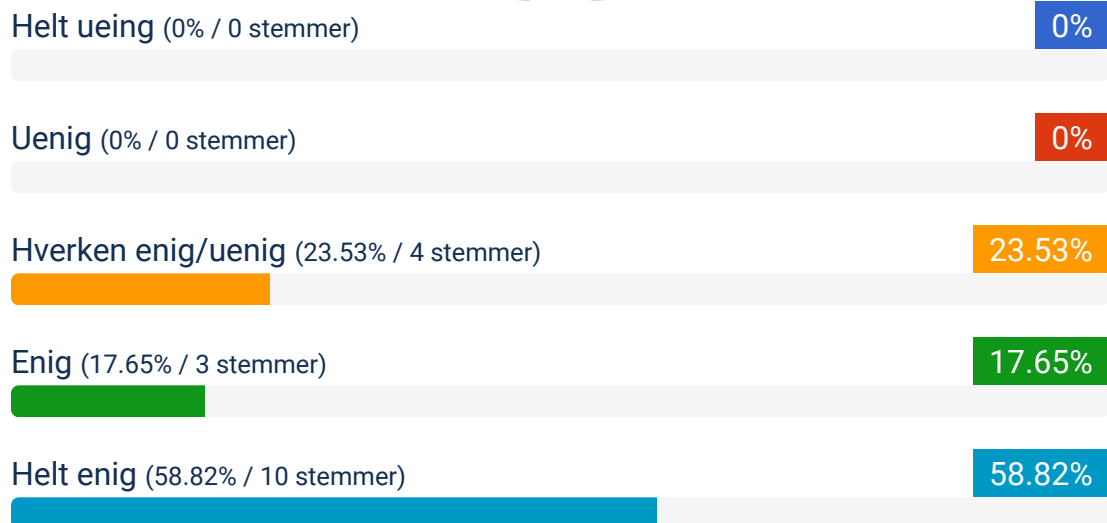 Helt ueing (0% / 0 stemmer) 0%
Uenig (0% / 0 stemmer) 0%
Hverken enig/uenig (23.53% / 4 stemmer) 23.53%
Enig (17.65% / 3 stemmer) 17.65%
Helt enig (58.82% / 10 stemmer) 58.82%